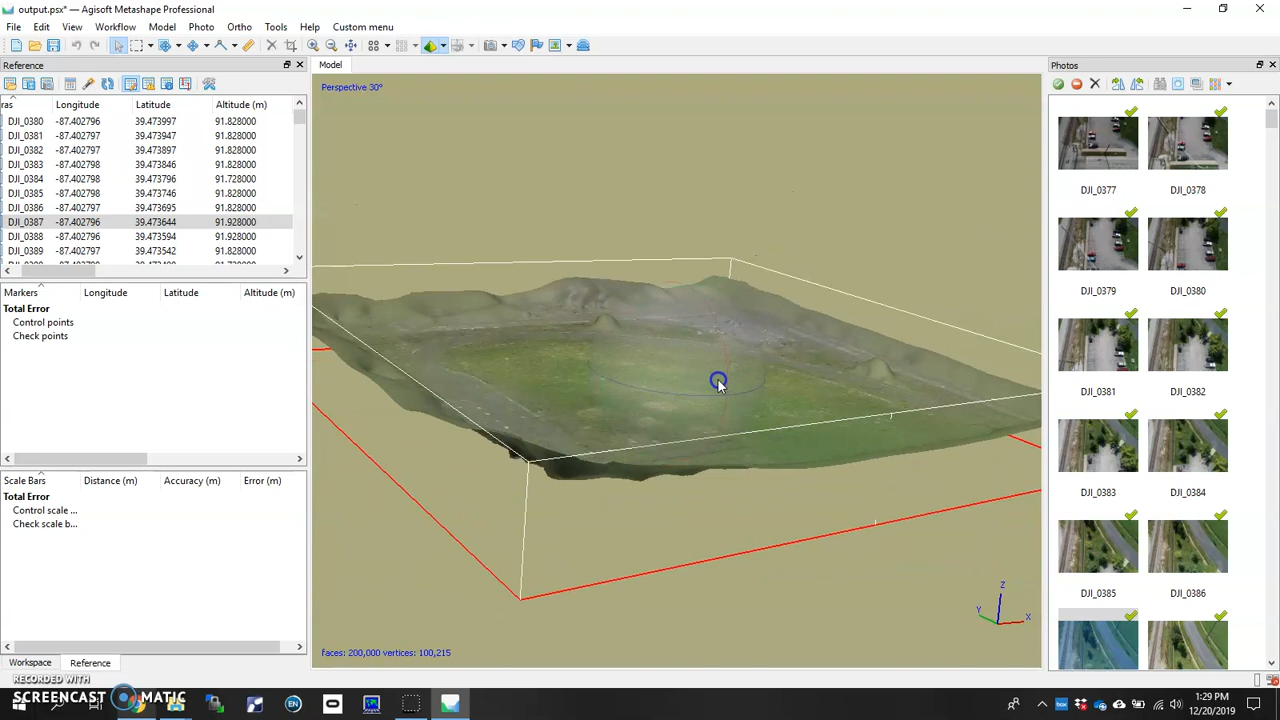 output.psx* — Agisoft Metashape Professional
File Edit View Workflow Model Photo Ortho Tools Help Custom menu
Reference
ras Longitude Latitude Altitude (m)
DJI_0380 -87.402796 39.473997 91.828000
DJI_0381 -87.402796 39.473947 91.828000
DJI_0382 -87.402796 39.473897 91.828000
DJI_0383 -87.402798 39.473846 91.828000
DJI_0384 -87.402798 39.473796 91.728000
DJI_0385 -87.402798 39.473746 91.828000
DJI_0386 -87.402797 39.473695 91.828000
DJI_0387 -87.402796 39.473644 91.928000
DJI_0388 -87.402796 39.473594 91.928000
DJI_0389 -87.402797 39.473542 91.828000
Markers Longitude Latitude Altitude (m)
Total Error
Control points
Check points
Scale Bars Distance (m) Accuracy (m) Error (m)
Total Error
Control scale ...
Check scale b...
Workspace Reference
Model
Perspective 30°
Z
Y
X
faces: 200,000 vertices: 100,215
Photos
DJI_0377 DJI_0378
DJI_0379 DJI_0380
DJI_0381 DJI_0382
DJI_0383 DJI_0384
DJI_0385 DJI_0386
RECORDED WITH
SCREENCAST MATIC
EN
box
1:29 PM
12/20/2019